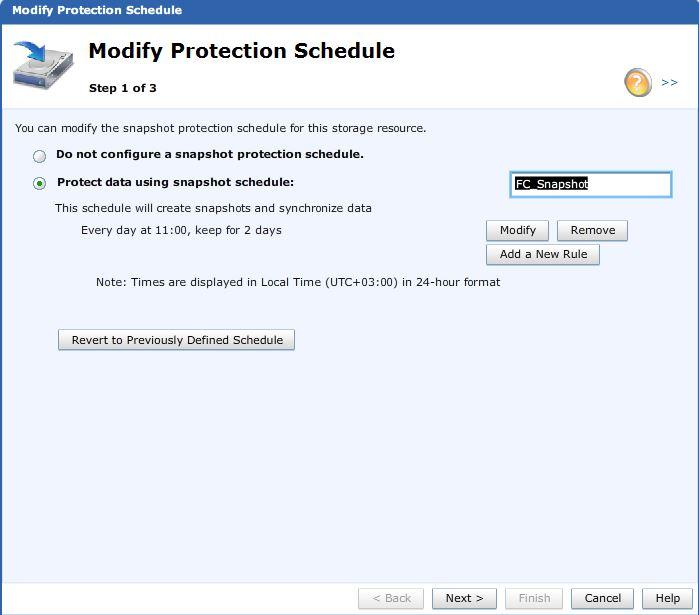 Modify Protection Schedule
Modify Protection Schedule
Step 1 of 3
? >>
You can modify the snapshot protection schedule for this storage resource.
Do not configure a snapshot protection schedule.
Protect data using snapshot schedule: FC_Snapshot
This schedule will create snapshots and synchronize data
Every day at 11:00, keep for 2 days Modify Remove
Add a New Rule
Note: Times are displayed in Local Time (UTC+03:00) in 24-hour format
Revert to Previously Defined Schedule
< Back Next > Finish Cancel Help